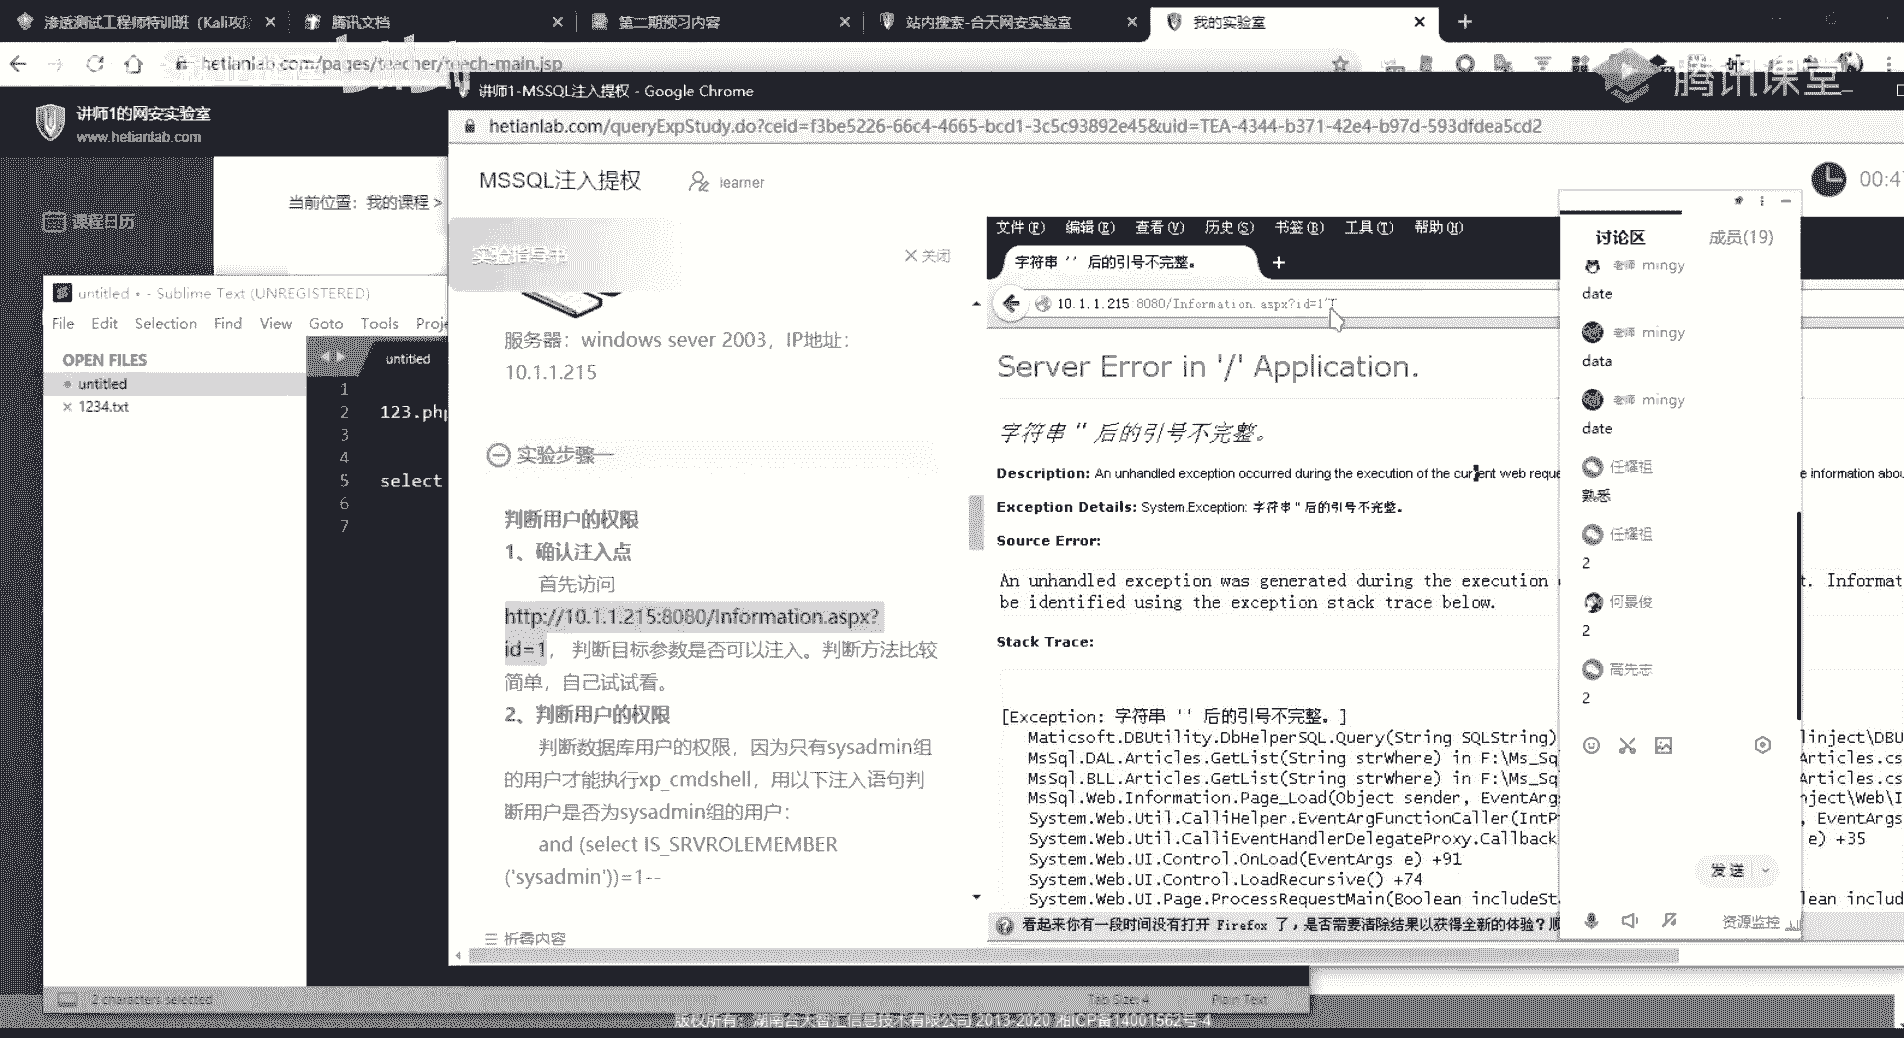 渗透测试工程师特训班（Kali攻
腾讯文档
第二期预习内容
站内搜索-合天网安实验室
我的实验室
hetianlab.com/pages/teacher/teach-main.jsp
腾讯课堂
讲师1的网安实验室
www.hetianlab.com
课程日历
当前位置：我的课程 >
讲师1-MSSQL注入提权 - Google Chrome
hetianlab.com/queryExpStudy.do?ceid=f3be5226-66c4-4665-bcd1-3c5c93892e45&uid=TEA-4344-b371-42e4-b97d-593dfdea5cd2
MSSQL注入提权
learner
00:4
实验指导书
关闭
服务器：windows sever 2003，IP地址：
10.1.1.215
实验步骤一
判断用户的权限
1、确认注入点
首先访问
http://10.1.1.215:8080/Information.aspx?
id=1， 判断目标参数是否可以注入。判断方法比较
简单，自己试试看。
2、判断用户的权限
判断数据库用户的权限，因为只有sysadmin组
的用户才能执行xp_cmdshell，用以下注入语句判
断用户是否为sysadmin组的用户：
and (select IS_SRVROLEMEMBER
('sysadmin'))=1--
折叠内容
untitled • - Sublime Text (UNREGISTERED)
File Edit Selection Find View Goto Tools Proje
OPEN FILES
untitled
1234.txt
untitled
1
2 123.php
3
4
5 select
6
7
2 characters selected
Tab Size: 4
Plain Text
文件(F) 编辑(E) 查看(V) 历史(S) 书签(B) 工具(T) 帮助(H)
字符串 '' 后的引号不完整。
10.1.1.215:8080/Information.aspx?id=1'
Server Error in '/' Application.
字符串 '' 后的引号不完整。
Description: An unhandled exception occurred during the execution of the current web reque
e information abou
Exception Details: System.Exception: 字符串 '' 后的引号不完整。
Source Error:
An unhandled exception was generated during the execution
t. Informa
be identified using the exception stack trace below.
Stack Trace:
[Exception: 字符串 '' 后的引号不完整。]
Maticsoft.DBUtility.DbHelperSQL.Query(String SQLString)
linject\DBU
MsSql.DAL.Articles.GetList(String strWhere) in F:\Ms_Sq
Articles.cs
MsSql.BLL.Articles.GetList(String strWhere) in F:\Ms_Sq
Articles.cs
MsSql.Web.Information.Page_Load(Object sender, EventArg
nject\Web\I
System.Web.Util.CalliHelper.EventArgFunctionCaller(IntP
, EventArgs
System.Web.Util.CalliEventHandlerDelegateProxy.Callback
e) +35
System.Web.UI.Control.OnLoad(EventArgs e) +91
System.Web.UI.Control.LoadRecursive() +74
System.Web.UI.Page.ProcessRequestMain(Boolean includeSt
lean includ
看起来你有一段时间没有打开 Firefox 了，是否需要清除结果以获得全新的体验？顺
讨论区
成员(19)
老师 mingy
date
老师 mingy
data
老师 mingy
date
任耀祖
熟悉
任耀祖
2
何景俊
2
高先志
2
发送
资源监控
版权所有：湖南合天智汇信息技术有限公司 2013-2020 湘ICP备14001562号-4